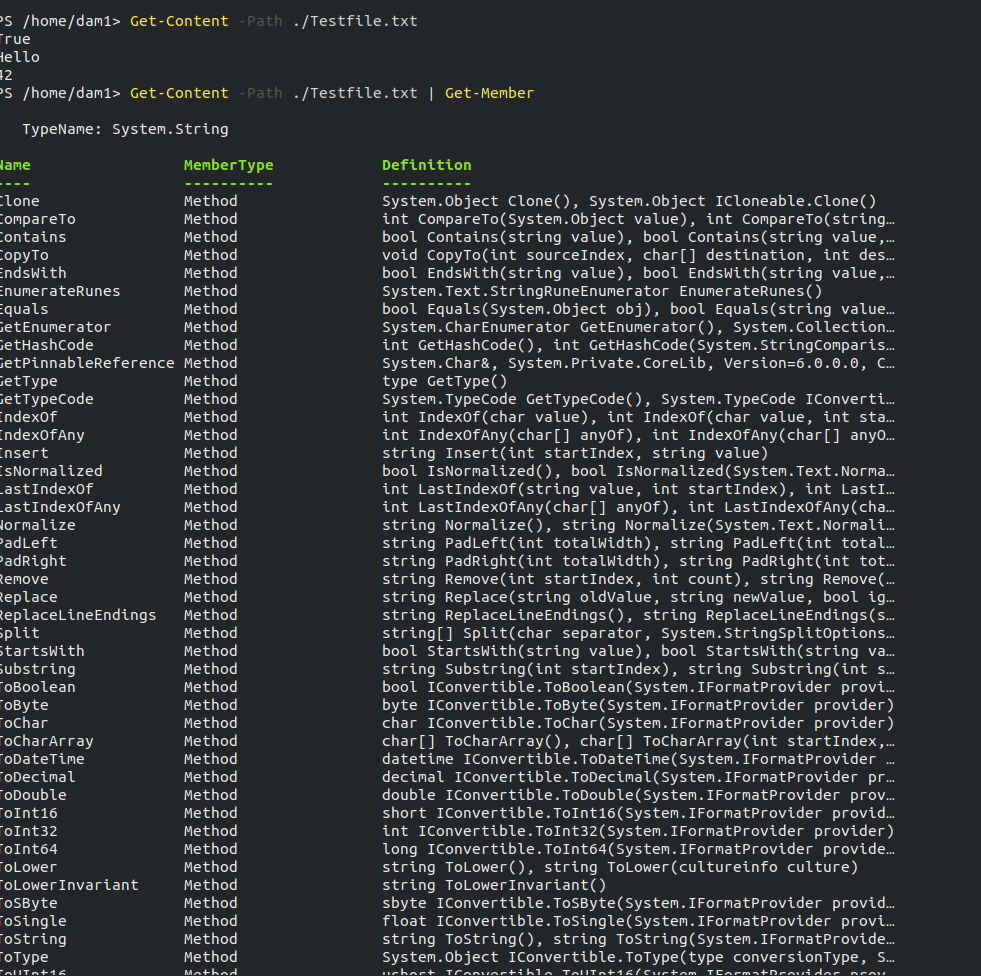 PS /home/dam1> Get-Content -Path ./Testfile.txt
True
Hello
42
PS /home/dam1> Get-Content -Path ./Testfile.txt | Get-Member
TypeName: System.String
Name MemberType Definition
---- ---------- ----------
Clone Method System.Object Clone(), System.Object ICloneable.Clone()
CompareTo Method int CompareTo(System.Object value), int CompareTo(string…
Contains Method bool Contains(string value), bool Contains(string value,…
CopyTo Method void CopyTo(int sourceIndex, char[] destination, int des…
EndsWith Method bool EndsWith(string value), bool EndsWith(string value,…
EnumerateRunes Method System.Text.StringRuneEnumerator EnumerateRunes()
Equals Method bool Equals(System.Object obj), bool Equals(string value…
GetEnumerator Method System.CharEnumerator GetEnumerator(), System.Collection…
GetHashCode Method int GetHashCode(), int GetHashCode(System.StringComparis…
GetPinnableReference Method System.Char&, System.Private.CoreLib, Version=6.0.0.0, C…
GetType Method type GetType()
GetTypeCode Method System.TypeCode GetTypeCode(), System.TypeCode IConverti…
IndexOf Method int IndexOf(char value), int IndexOf(char value, int sta…
IndexOfAny Method int IndexOfAny(char[] anyOf), int IndexOfAny(char[] anyO…
Insert Method string Insert(int startIndex, string value)
IsNormalized Method bool IsNormalized(), bool IsNormalized(System.Text.Norma…
LastIndexOf Method int LastIndexOf(string value, int startIndex), int LastI…
LastIndexOfAny Method int LastIndexOfAny(char[] anyOf), int LastIndexOfAny(cha…
Normalize Method string Normalize(), string Normalize(System.Text.Normali…
PadLeft Method string PadLeft(int totalWidth), string PadLeft(int total…
PadRight Method string PadRight(int totalWidth), string PadRight(int tot…
Remove Method string Remove(int startIndex, int count), string Remove(…
Replace Method string Replace(string oldValue, string newValue, bool ig…
ReplaceLineEndings Method string ReplaceLineEndings(), string ReplaceLineEndings(s…
Split Method string[] Split(char separator, System.StringSplitOptions…
StartsWith Method bool StartsWith(string value), bool StartsWith(string va…
Substring Method string Substring(int startIndex), string Substring(int s…
ToBoolean Method bool IConvertible.ToBoolean(System.IFormatProvider provi…
ToByte Method byte IConvertible.ToByte(System.IFormatProvider provider)
ToChar Method char IConvertible.ToChar(System.IFormatProvider provider)
ToCharArray Method char[] ToCharArray(), char[] ToCharArray(int startIndex,…
ToDateTime Method datetime IConvertible.ToDateTime(System.IFormatProvider …
ToDecimal Method decimal IConvertible.ToDecimal(System.IFormatProvider pr…
ToDouble Method double IConvertible.ToDouble(System.IFormatProvider prov…
ToInt16 Method short IConvertible.ToInt16(System.IFormatProvider provid…
ToInt32 Method int IConvertible.ToInt32(System.IFormatProvider provider)
ToInt64 Method long IConvertible.ToInt64(System.IFormatProvider provide…
ToLower Method string ToLower(), string ToLower(cultureinfo culture)
ToLowerInvariant Method string ToLowerInvariant()
ToSByte Method sbyte IConvertible.ToSByte(System.IFormatProvider provid…
ToSingle Method float IConvertible.ToSingle(System.IFormatProvider provi…
ToString Method string ToString(), string ToString(System.IFormatProvide…
ToType Method System.Object IConvertible.ToType(type conversionType, S…
ToUInt16 Method ushort IConvertible.ToUInt16(System.IFormatProvider prov…